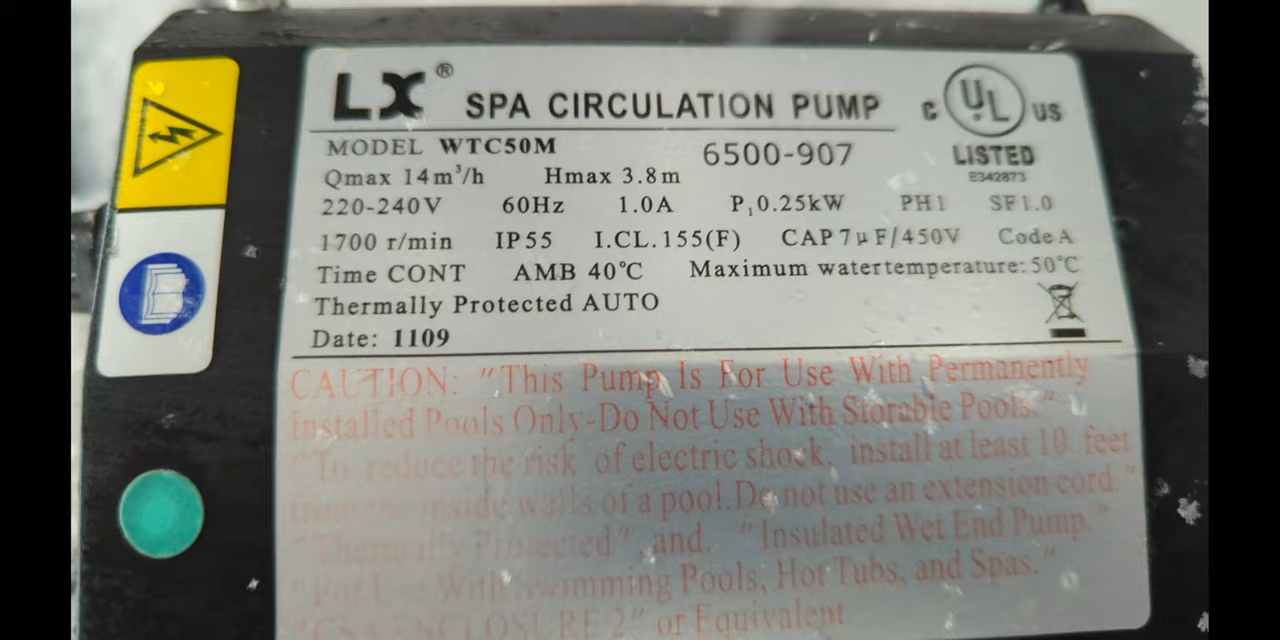 LX® SPA CIRCULATION PUMP
C UL US
LISTED
E342873
MODEL WTC50M 6500-907
Qmax 14m³/h Hmax 3.8m
220-240V 60Hz 1.0A P₁0.25kW PH1 SF1.0
1700 r/min IP55 I.CL.155(F) CAP7μF/450V Code A
Time CONT AMB 40℃ Maximum watertemperature:50℃
Thermally Protected AUTO
Date: 1109
CAUTION: "This Pump Is For Use With Permanently
Installed Pools Only-Do Not Use With Storable Pools."
"To reduce the risk of electric shock, install at least 10 feet
from the inside walls of a pool.Do not use an extension cord."
"Thermally Protected" and "Insulated Wet End Pump."
"For Use With Swimming Pools, Hot Tubs, and Spas."
ENCLOSURE 2" or Equivalent